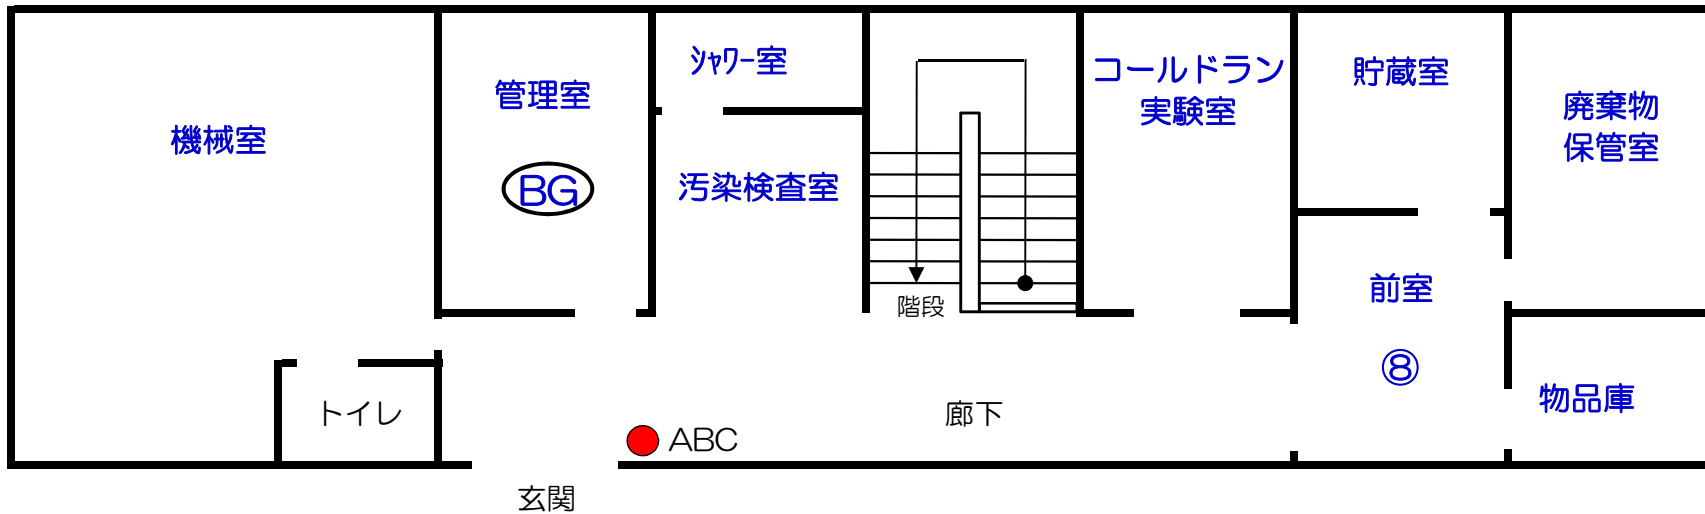 機械室
管理室
BG
シャワー室
汚染検査室
階段
コールドラン
実験室
貯蔵室
廃棄物
保管室
前室
⑧
物品庫
トイレ
ABC
廊下
玄関